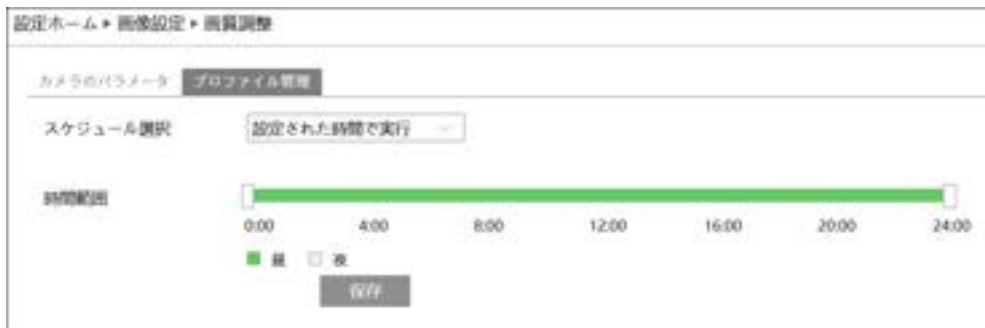 設定ホーム ▸ 画像設定 ▸ 画質調整
カメラのパラメータ プロファイル管理
スケジュール選択 設定された時間で実行
時間範囲
0:00 4:00 8:00 12:00 16:00 20:00 24:00
昼 夜
保存